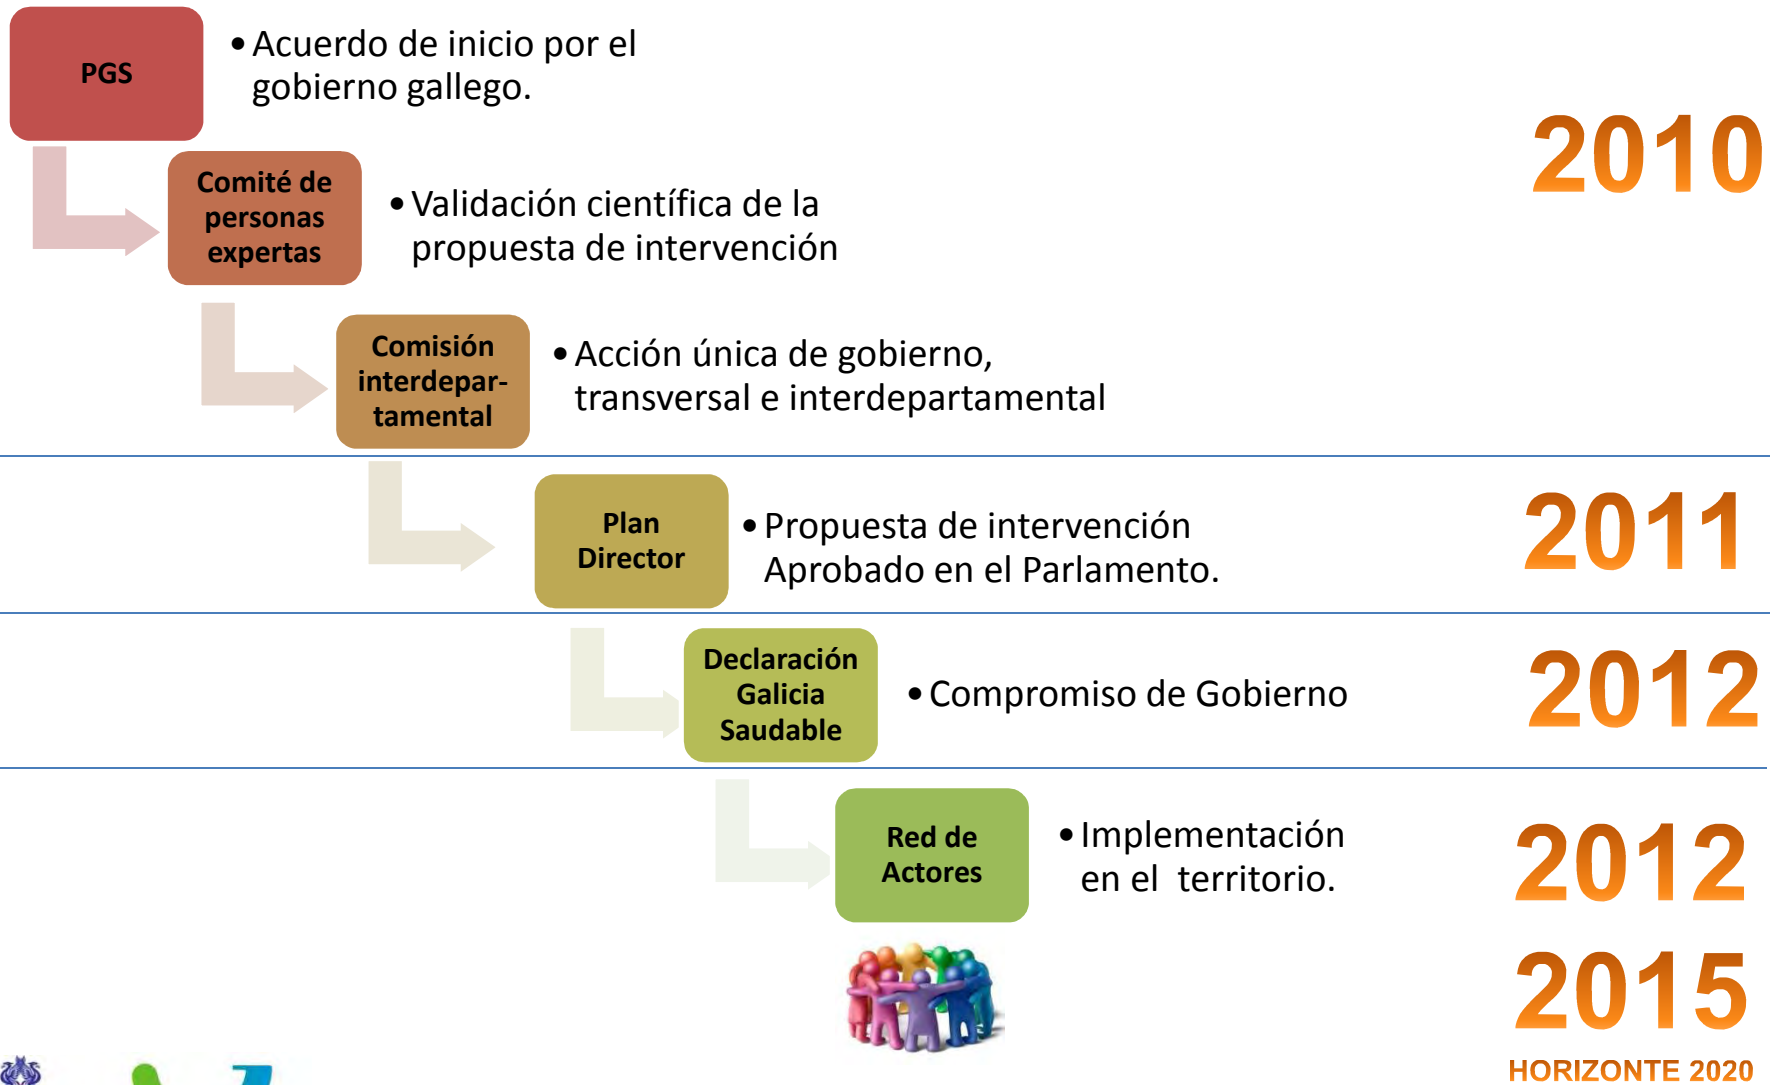 PGS
• Acuerdo de inicio por el
gobierno gallego.
2010
Comité de
personas
expertas
• Validación científica de la
propuesta de intervención
Comisión
interdepar-
tamental
• Acción única de gobierno,
transversal e interdepartamental
Plan
Director
• Propuesta de intervención
Aprobado en el Parlamento.
2011
Declaración
Galicia
Saudable
• Compromiso de Gobierno
2012
Red de
Actores
• Implementación
en el  territorio.
2012
2015
HORIZONTE 2020